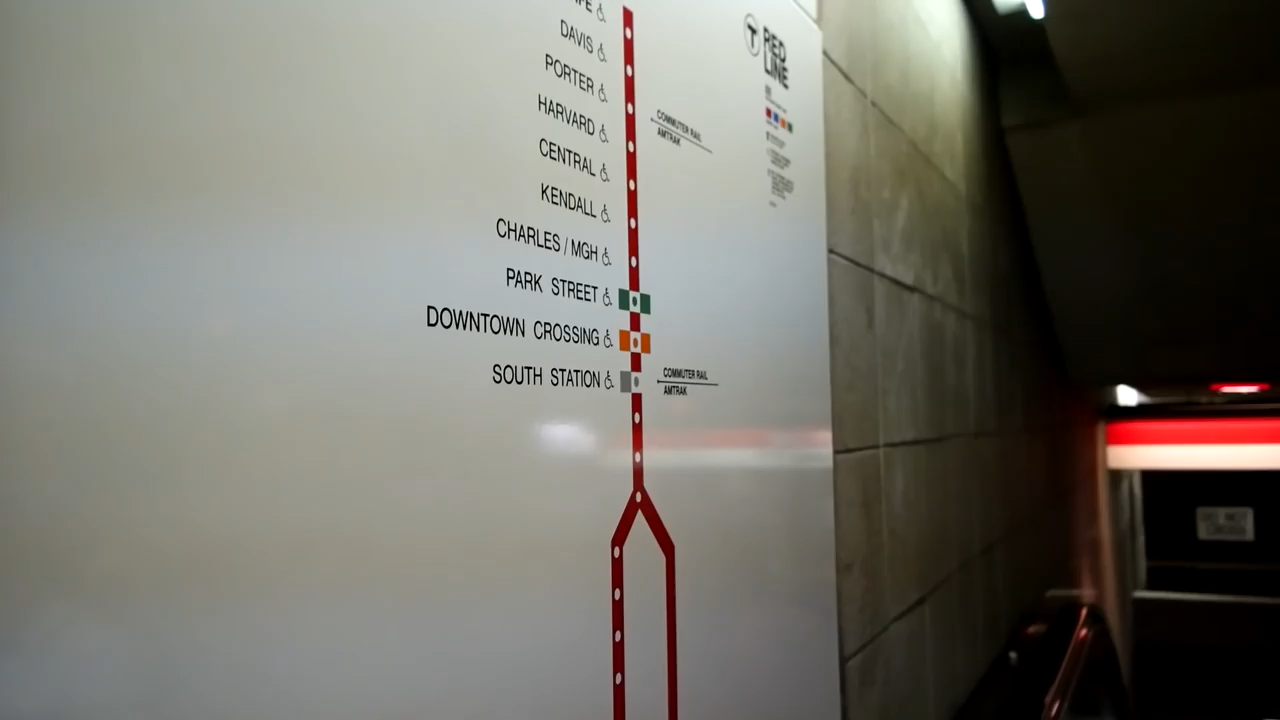 DAVIS
PORTER
HARVARD
CENTRAL
KENDALL
CHARLES / MGH
PARK STREET
DOWNTOWN CROSSING
SOUTH STATION
COMMUTER RAIL
AMTRAK
COMMUTER RAIL
AMTRAK
T
RED
LINE